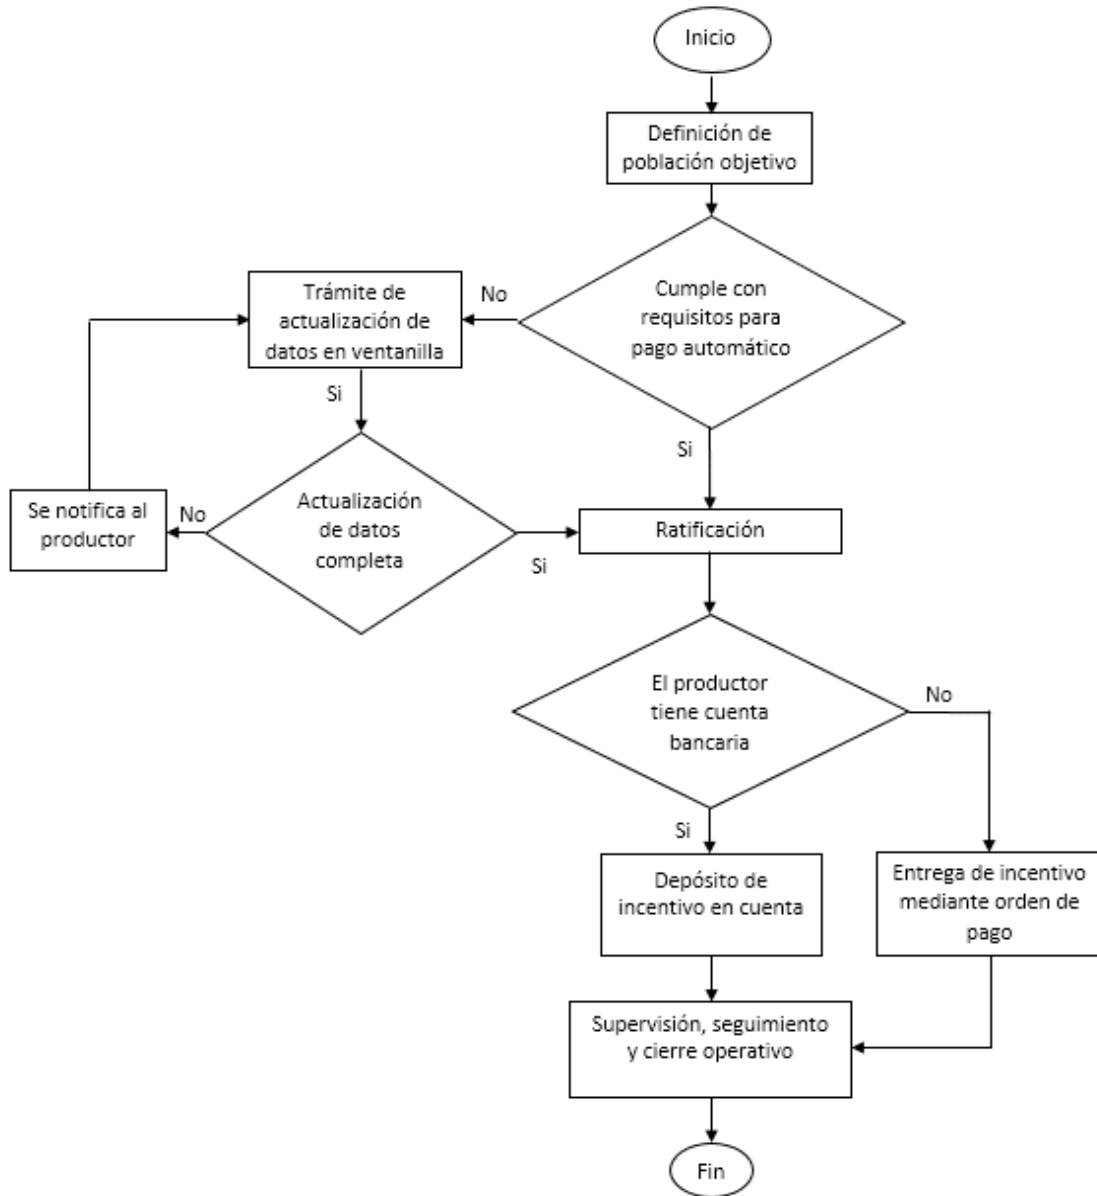 Inicio
Definición de
población objetivo
Cumple con
requisitos para
pago automático
No
Trámite de
actualización de
datos en ventanilla
Si
Si
Actualización
de datos
completa
No
Se notifica al
productor
Si
Ratificación
El productor
tiene cuenta
bancaria
No
Si
Depósito de
incentivo en cuenta
Entrega de incentivo
mediante orden de
pago
Supervisión, seguimiento
y cierre operativo
Fin